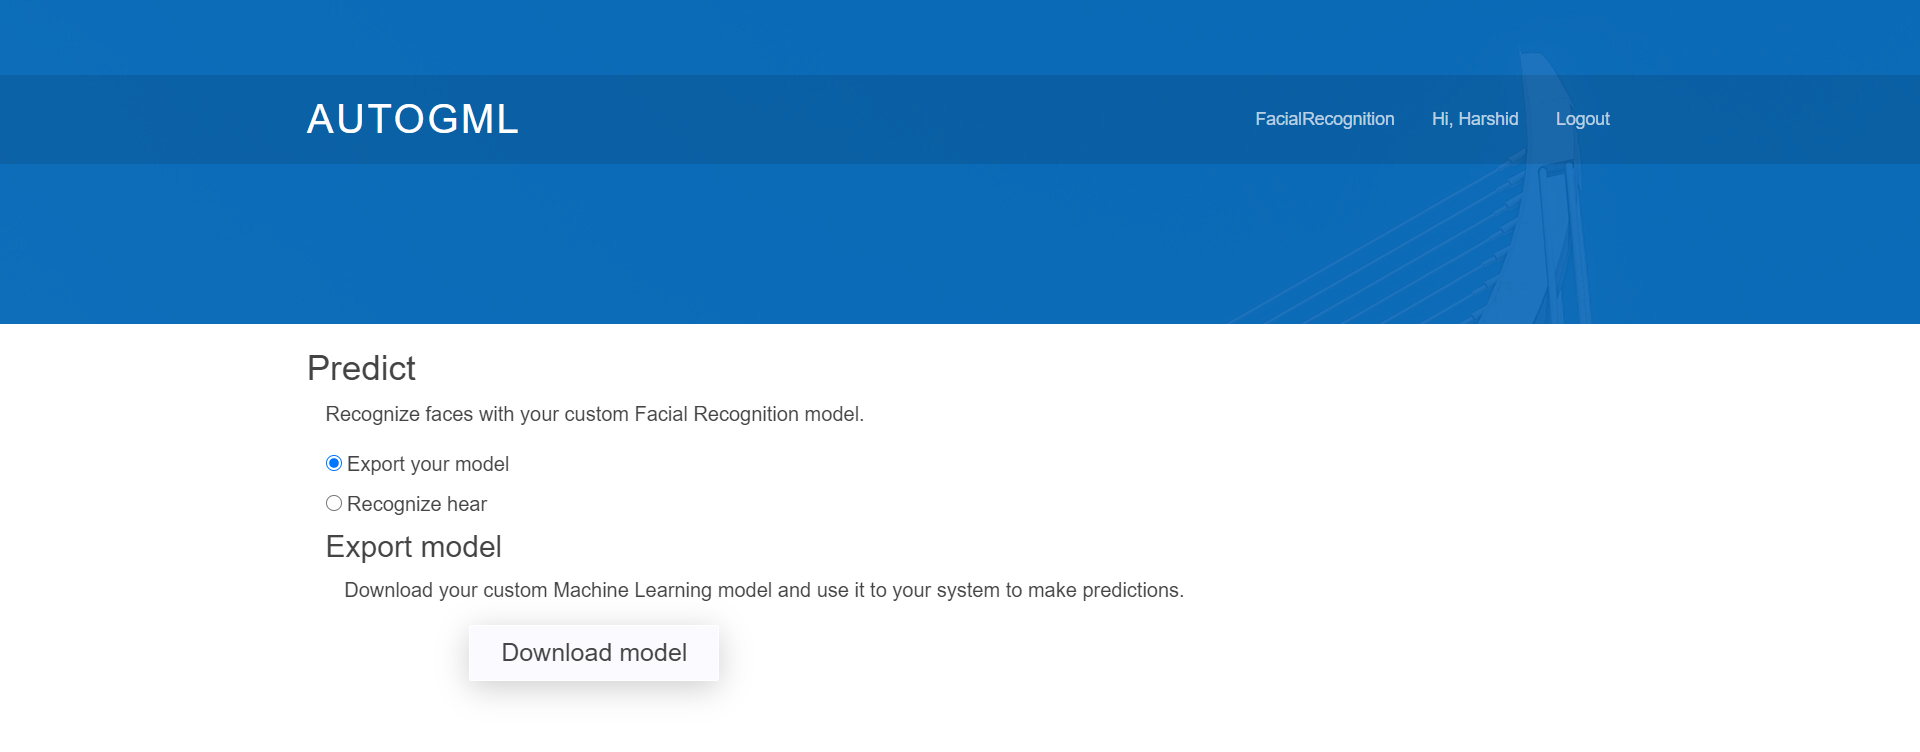 AUTOGML
FacialRecognition Hi, Harshid Logout
Predict
Recognize faces with your custom Facial Recognition model.
Export your model
Recognize hear
Export model
Download your custom Machine Learning model and use it to your system to make predictions.
Download model